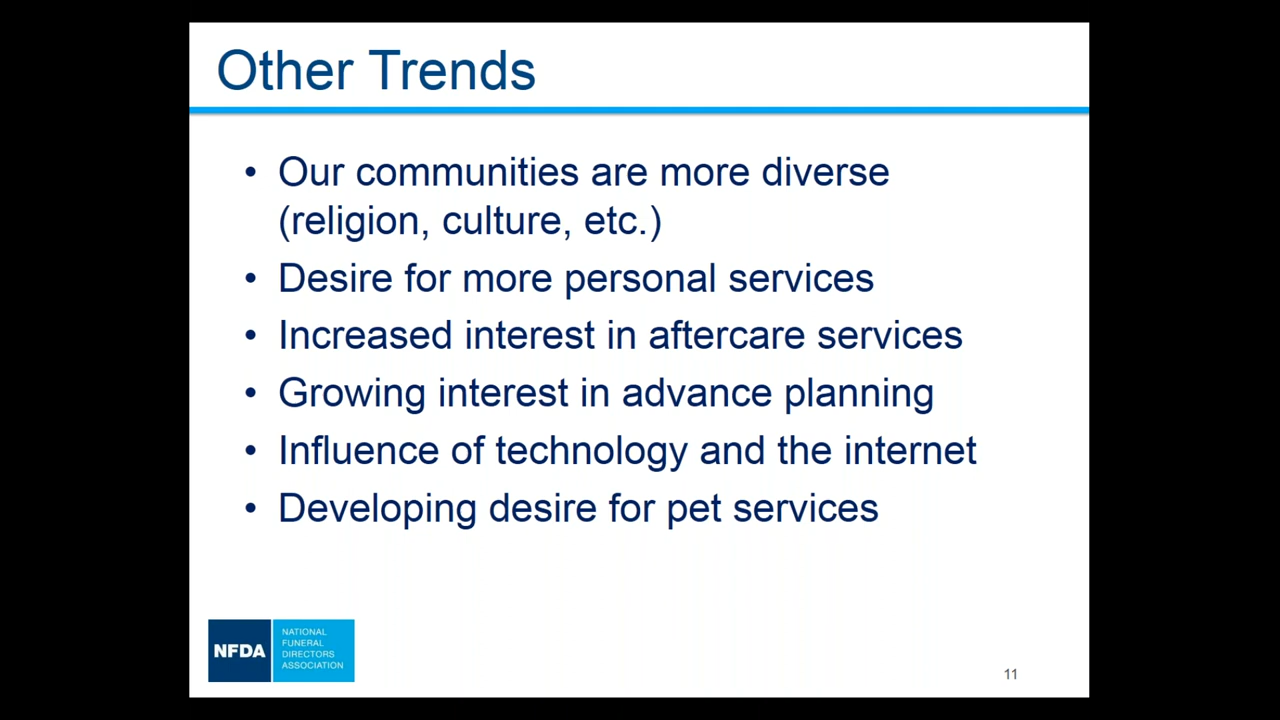 Other Trends
• Our communities are more diverse
(religion, culture, etc.)
• Desire for more personal services
• Increased interest in aftercare services
• Growing interest in advance planning
• Influence of technology and the internet
• Developing desire for pet services
NFDA
NATIONAL
FUNERAL
DIRECTORS
ASSOCIATION
11